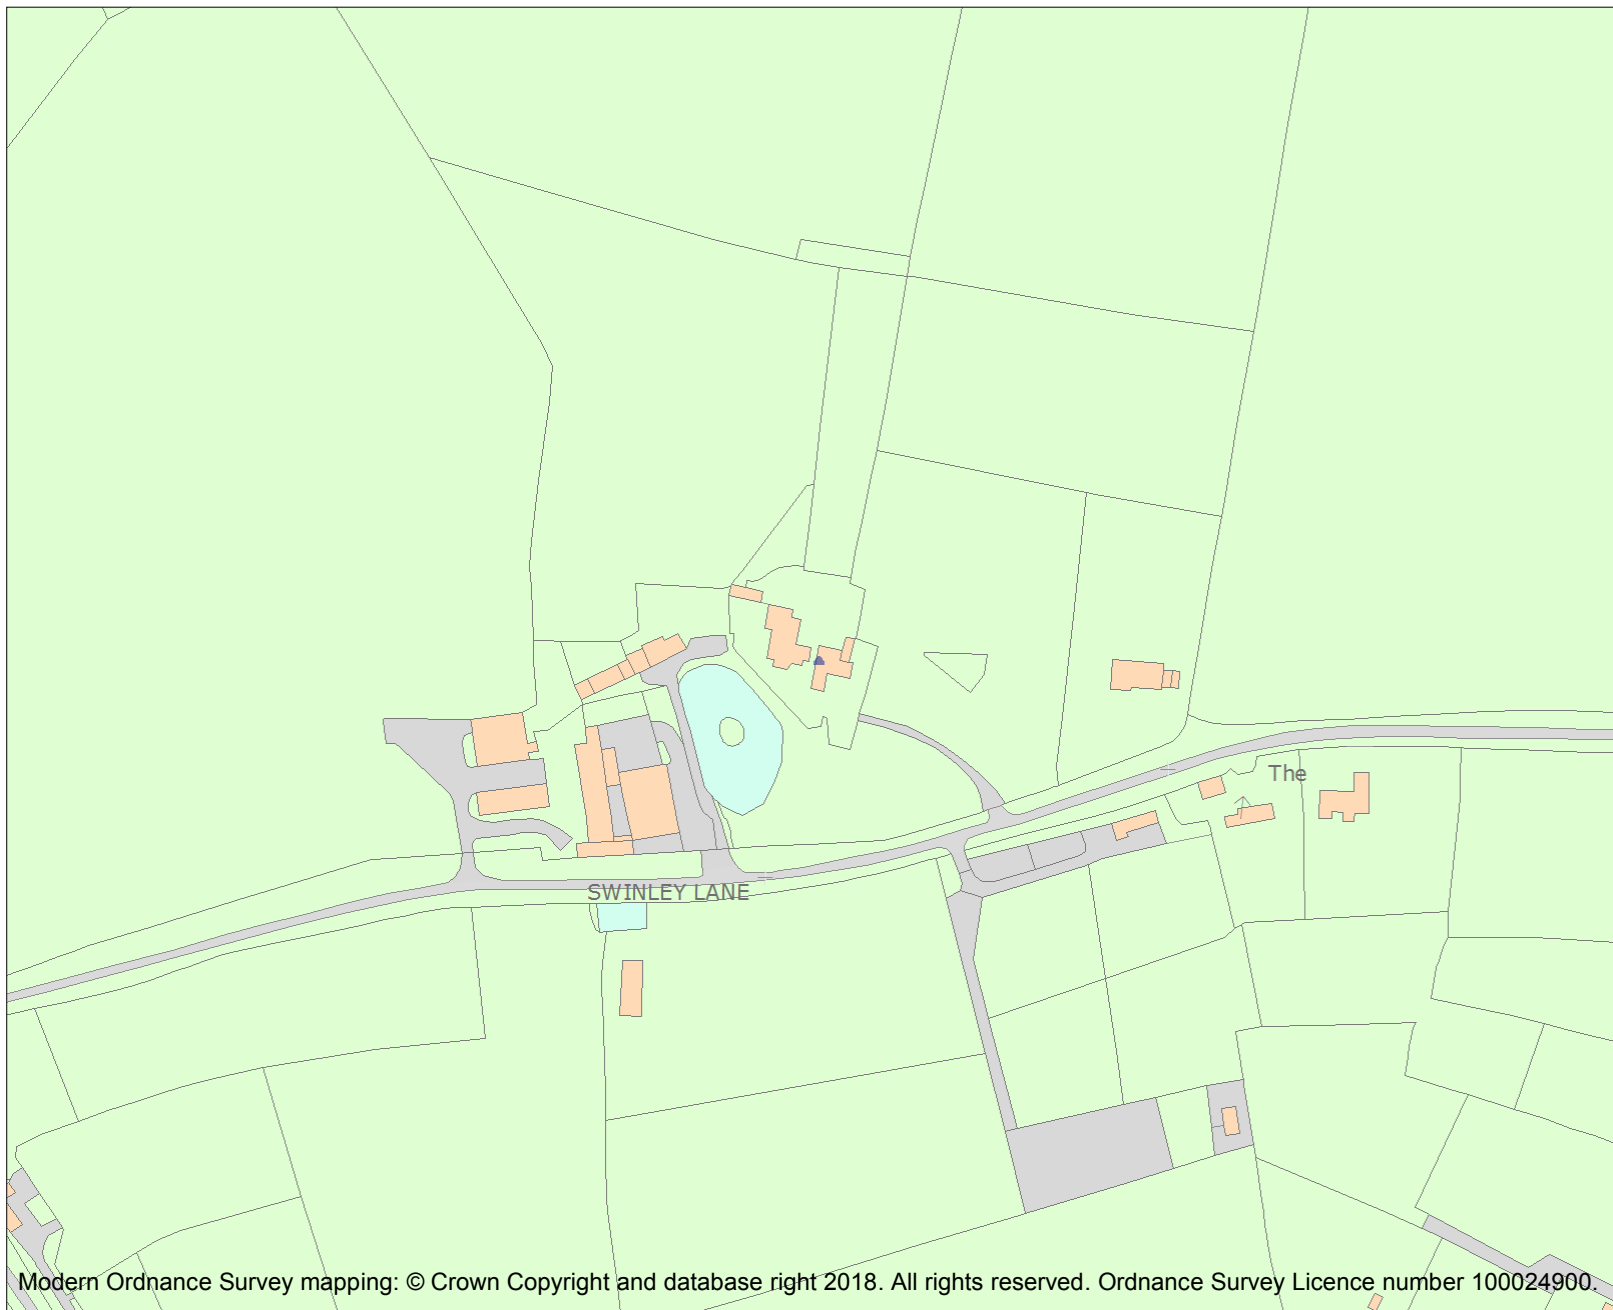 The
SWINLEY LANE
Modern Ordnance Survey mapping: © Crown Copyright and database right 2018. All rights reserved. Ordnance Survey Licence number 100024900.